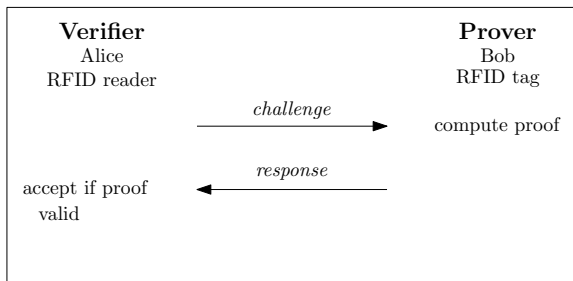 Verifier
Alice
RFID reader
Prover
Bob
RFID tag
challenge
compute proof
response
accept if proof
valid